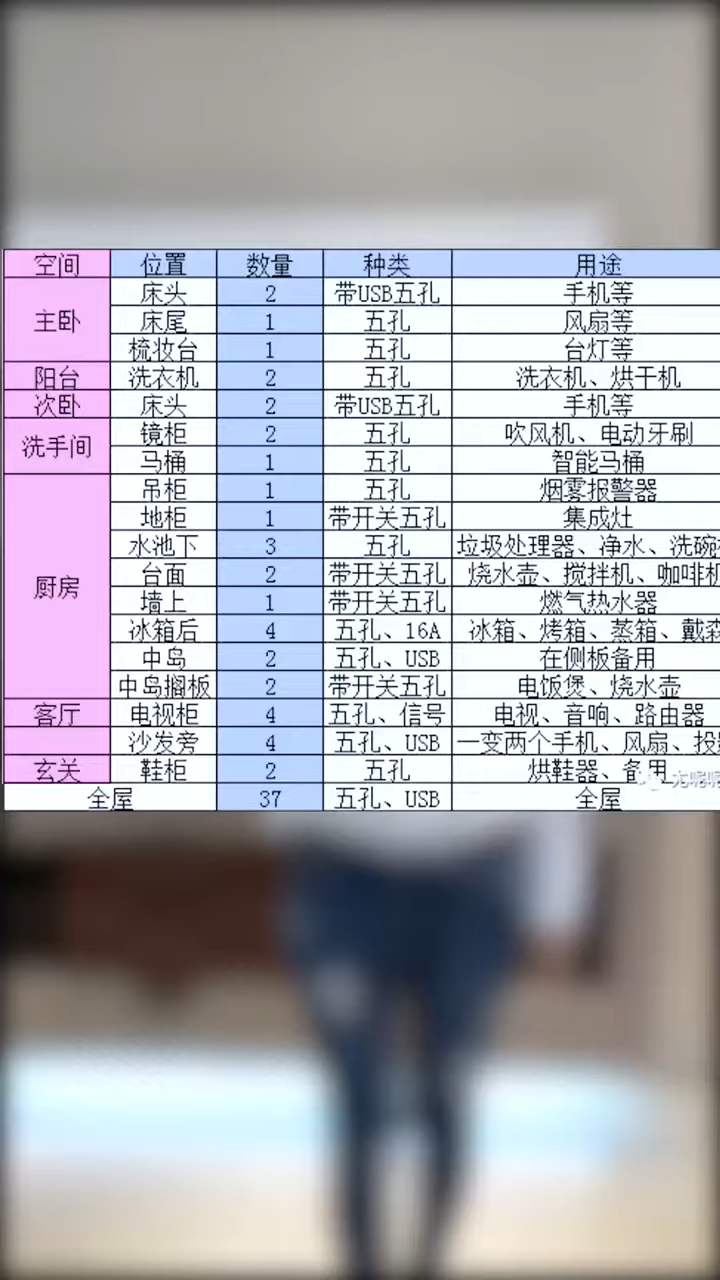 空间 位置 数量 种类 用途
主卧 床头 2 带USB五孔 手机等
床尾 1 五孔 风扇等
梳妆台 1 五孔 台灯等
阳台 洗衣机 2 五孔 洗衣机、烘干机
次卧 床头 2 带USB五孔 手机等
洗手间 镜柜 2 五孔 吹风机、电动牙刷
马桶 1 五孔 智能马桶
厨房 吊柜 1 五孔 烟雾报警器
地柜 1 带开关五孔 集成灶
水池下 3 五孔 垃圾处理器、净水、洗碗
台面 2 带开关五孔 烧水壶、搅拌机、咖啡机
墙上 1 带开关五孔 燃气热水器
冰箱后 4 五孔、16A 冰箱、烤箱、蒸箱、戴森
中岛 2 五孔、USB 在侧板备用
中岛搁板 2 带开关五孔 电饭煲、烧水壶
客厅 电视柜 4 五孔、信号 电视、音响、路由器
沙发旁 4 五孔、USB 一变两个手机、风扇、投
玄关 鞋柜 2 五孔 烘鞋器、备用
全屋 37 五孔、USB 全屋